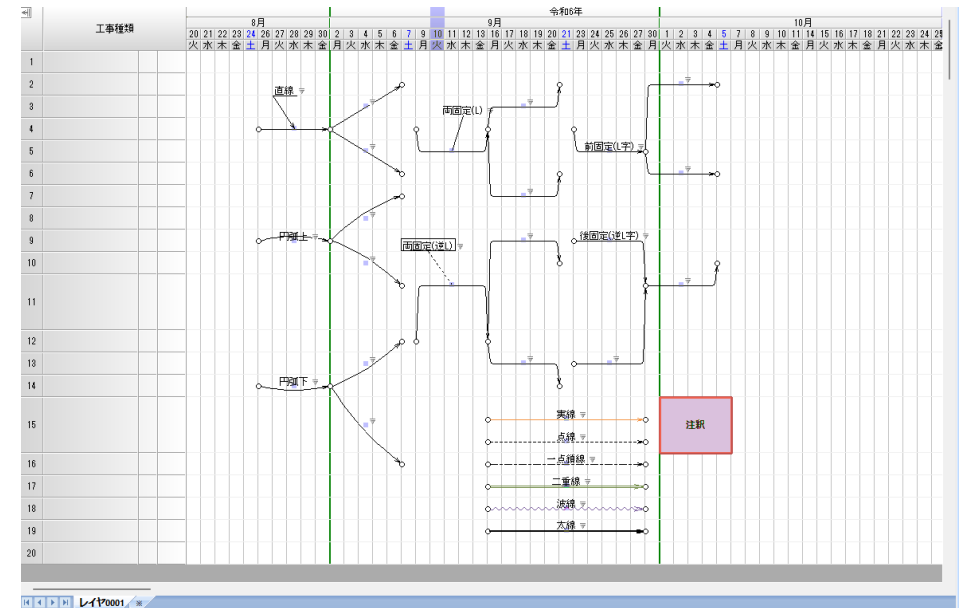 令和6年
工事種類
8月 9月 10月
20 21 22 23 24 26 27 28 29 30 2 3 4 5 6 7 9 10 11 12 13 16 17 18 19 20 21 23 24 25 26 27 30 1 2 3 4 5 7 8 9 10 11 14 15 16 17 18 21 22 23 24 25
火 水 木 金 土 月 火 水 木 金 月 火 水 木 金 土 月 火 水 木 金 月 火 水 木 金 土 月 火 水 木 金 月 火 水 木 金 土 月 火 水 木 金 月 火 水 木 金 月 火 水 木 金
1
2
直線
3
両固定(L)
4
前固定(L字)
5
6
7
8
円弧上
後固定(逆L字)
9
両固定(逆L)
10
11
12
13
円弧下
14
実線
15
注釈
点線
一点鎖線
16
二重線
17
波線
18
太線
19
20
レイヤ0001